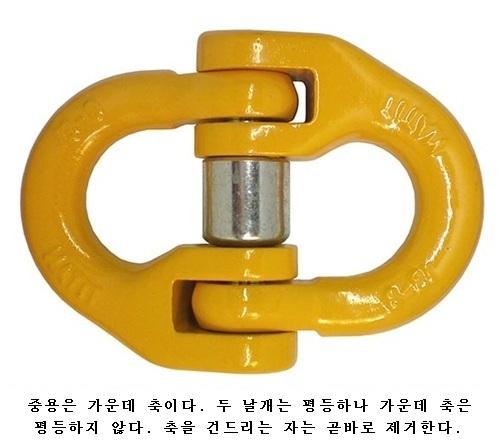 중용은 가운데 축이다. 두 날개는 평등하나 가운데 축은
평등하지 않다. 축을 건드리는 자는 곧바로 제거한다.